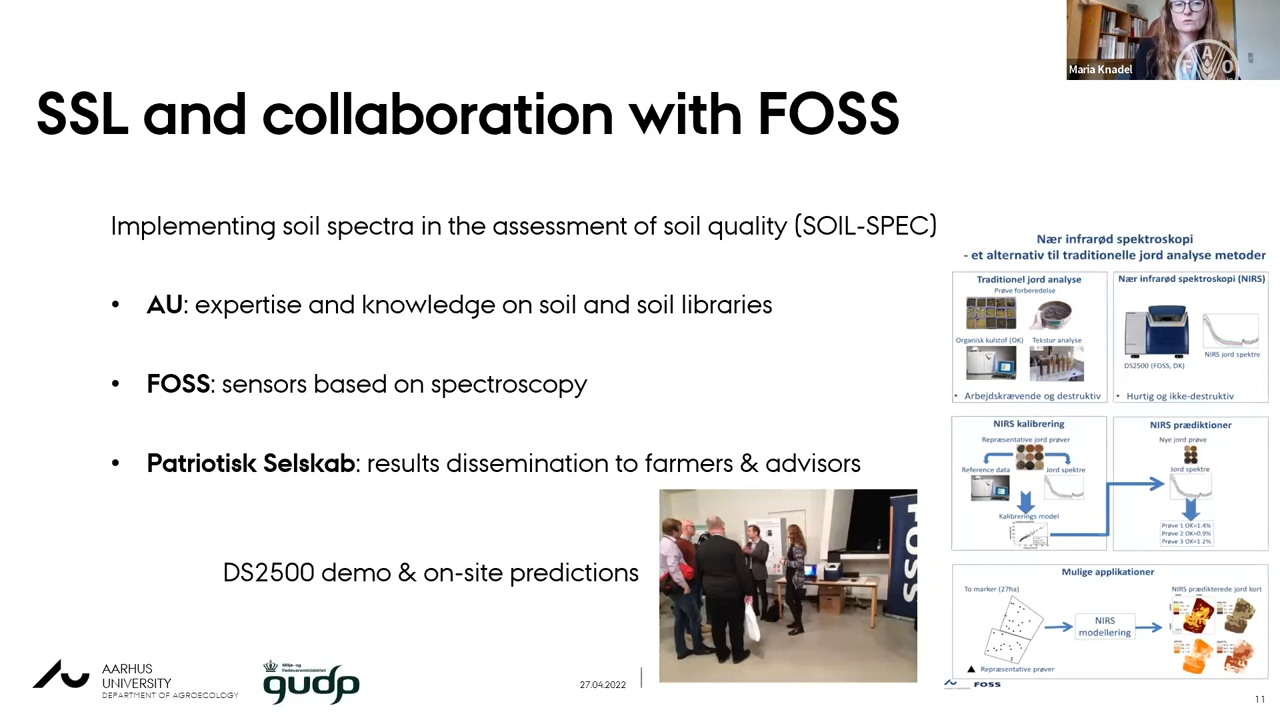 Maria Knadel
FAO
SSL and collaboration with FOSS
Implementing soil spectra in the assessment of soil quality (SOIL-SPEC)
• AU: expertise and knowledge on soil and soil libraries
• FOSS: sensors based on spectroscopy
• Patriotisk Selskab: results dissemination to farmers & advisors
DS2500 demo & on-site predictions
FOSS
Nær infrarød spektroskopi
- et alternativ til traditionelle jord analyse metoder
Traditionel jord analyse
Prøve forberedelse
Organisk kulstof (OK) Tekstur analyse
• Arbejdskrævende og destruktiv
Nær infrarød spektroskopi (NIRS)
NIRS jord spektre
DS2500 (FOSS, DK)
• Hurtig og ikke-destruktiv
NIRS kalibrering
Repræsentative jord prøver
Reference data Jord spektre
Kalibrerings model
NIRS prædiktioner
Nye jord prøve
Jord spektre
Prøve 1 OK=1.4%
Prøve 2 OK=0.9%
Prøve 3 OK=1.2%
Mulige applikationer
To marker (27ha)
NIRS prædikterede jord kort
NIRS
modellering
Repræsentative prøver
FOSS
AARHUS
UNIVERSITY
DEPARTMENT OF AGROECOLOGY
Miljø- og
Fødevareministeriet
gudp
27.04.2022
11